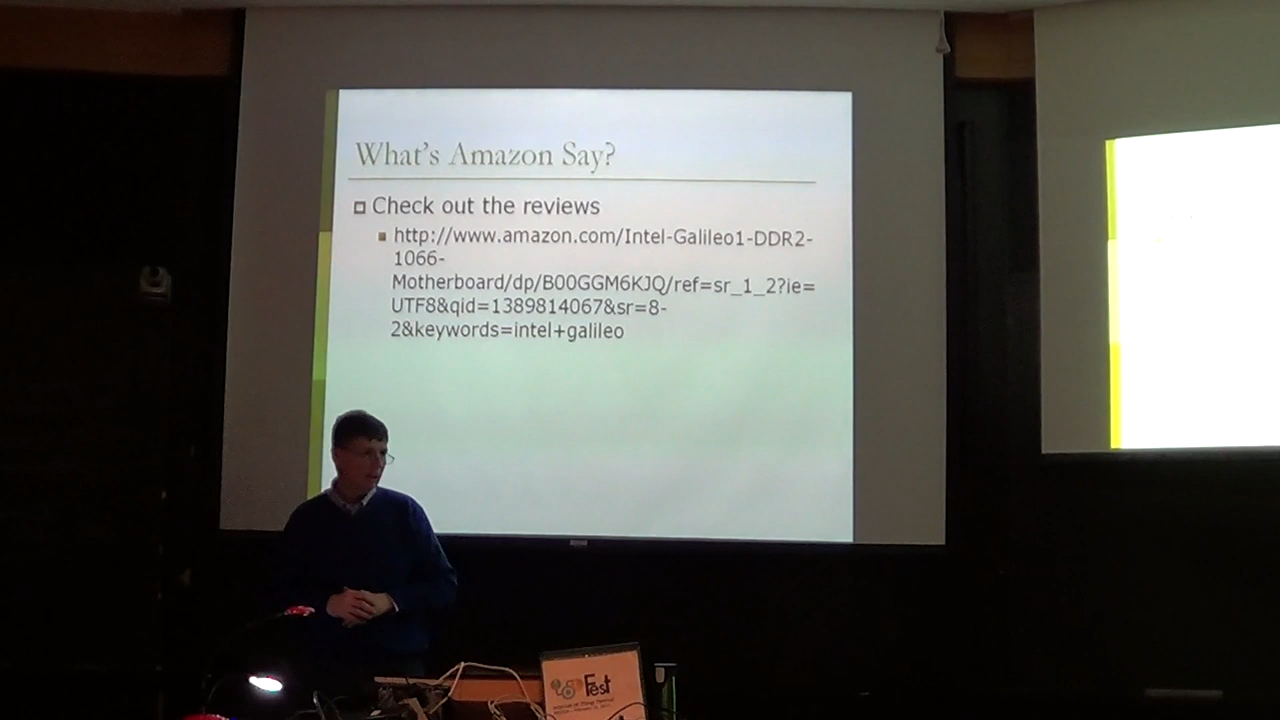 What's Amazon Say?
Check out the reviews
http://www.amazon.com/Intel-Galileo1-DDR2-
1066-
Motherboard/dp/B00GGM6KJQ/ref=sr_1_2?ie=
UTF8&qid=1389814067&sr=8-
2&keywords=intel+galileo
Fest